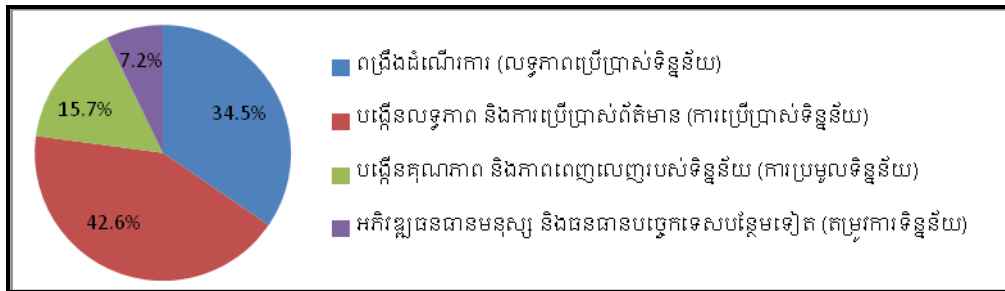 7.2%
ពង្រឹងដំណើរការ (លទ្ធភាពប្រើប្រាស់ទិន្នន័យ)
15.7%
34.5%
បង្កើនលទ្ធភាព និងការប្រើប្រាស់ព័ត៌មាន (ការប្រើប្រាស់ទិន្នន័យ)
បង្កើនគុណភាព និងភាពពេញលេញរបស់ទិន្នន័យ (ការប្រមូលទិន្នន័យ)
42.6%
អភិវឌ្ឍធនធានមនុស្ស និងធនធានបច្ចេកទេសបន្ថែមទៀត (តម្រូវការទិន្នន័យ)